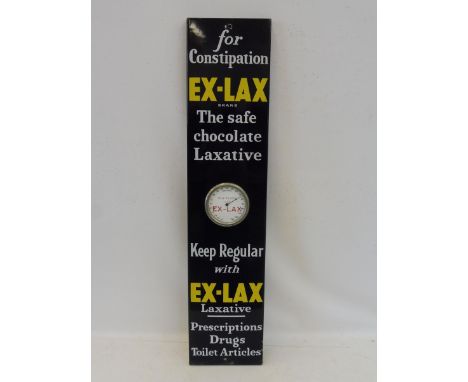 for
Constipation
EX-LAX
BRAND
The safe
chocolate
Laxative
EX-LAX
Keep Regular
with
EX-LAX
Laxative
Prescriptions
Drugs
Toilet Articles